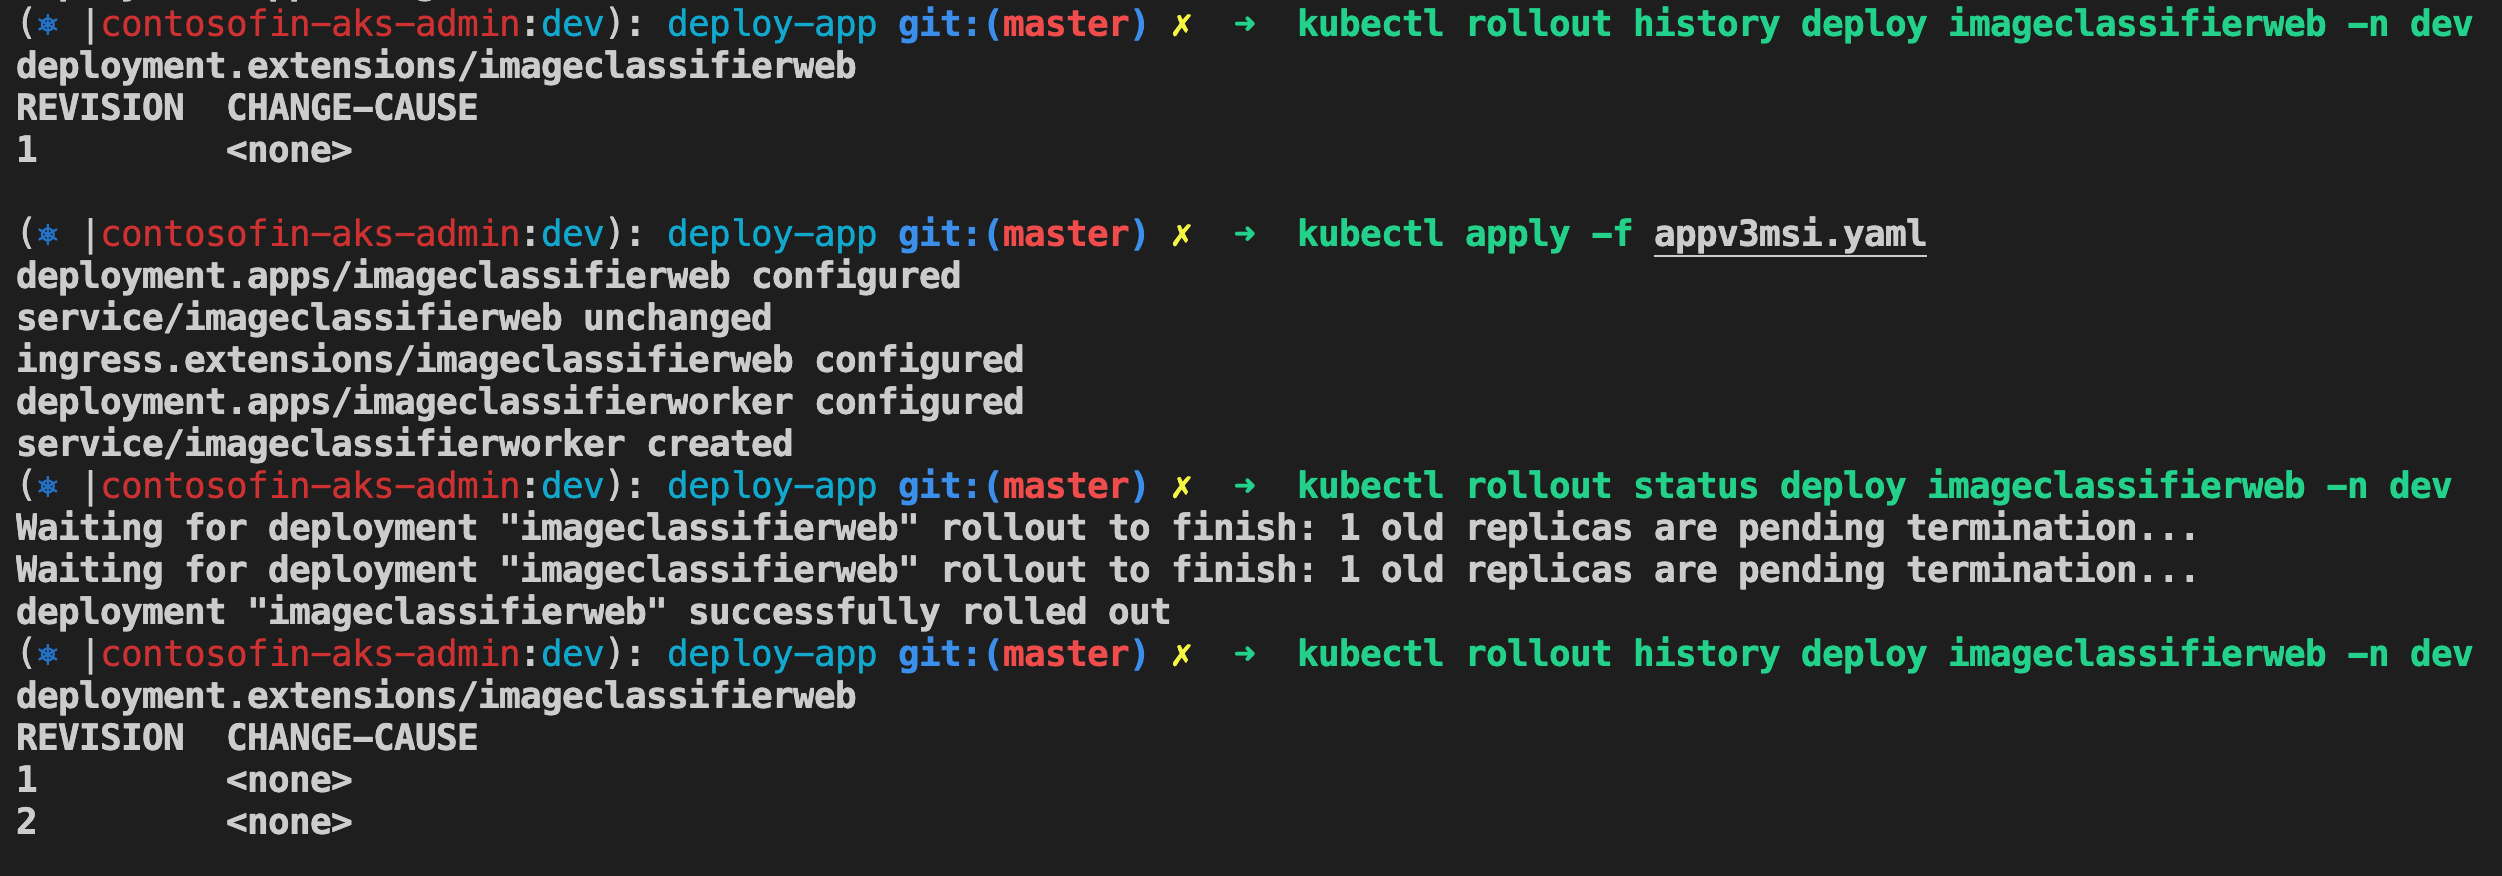 (⎈ |contosofin-aks-admin:dev): deploy-app git:(master) ✗ ➜ kubectl rollout history deploy imageclassifierweb -n dev
deployment.extensions/imageclassifierweb
REVISION  CHANGE-CAUSE
1         <none>
(⎈ |contosofin-aks-admin:dev): deploy-app git:(master) ✗ ➜ kubectl apply -f appv3msi.yaml
deployment.apps/imageclassifierweb configured
service/imageclassifierweb unchanged
ingress.extensions/imageclassifierweb configured
deployment.apps/imageclassifierworker configured
service/imageclassifierworker created
(⎈ |contosofin-aks-admin:dev): deploy-app git:(master) ✗ ➜ kubectl rollout status deploy imageclassifierweb -n dev
Waiting for deployment "imageclassifierweb" rollout to finish: 1 old replicas are pending termination...
Waiting for deployment "imageclassifierweb" rollout to finish: 1 old replicas are pending termination...
deployment "imageclassifierweb" successfully rolled out
(⎈ |contosofin-aks-admin:dev): deploy-app git:(master) ✗ ➜ kubectl rollout history deploy imageclassifierweb -n dev
deployment.extensions/imageclassifierweb
REVISION  CHANGE-CAUSE
1         <none>
2         <none>